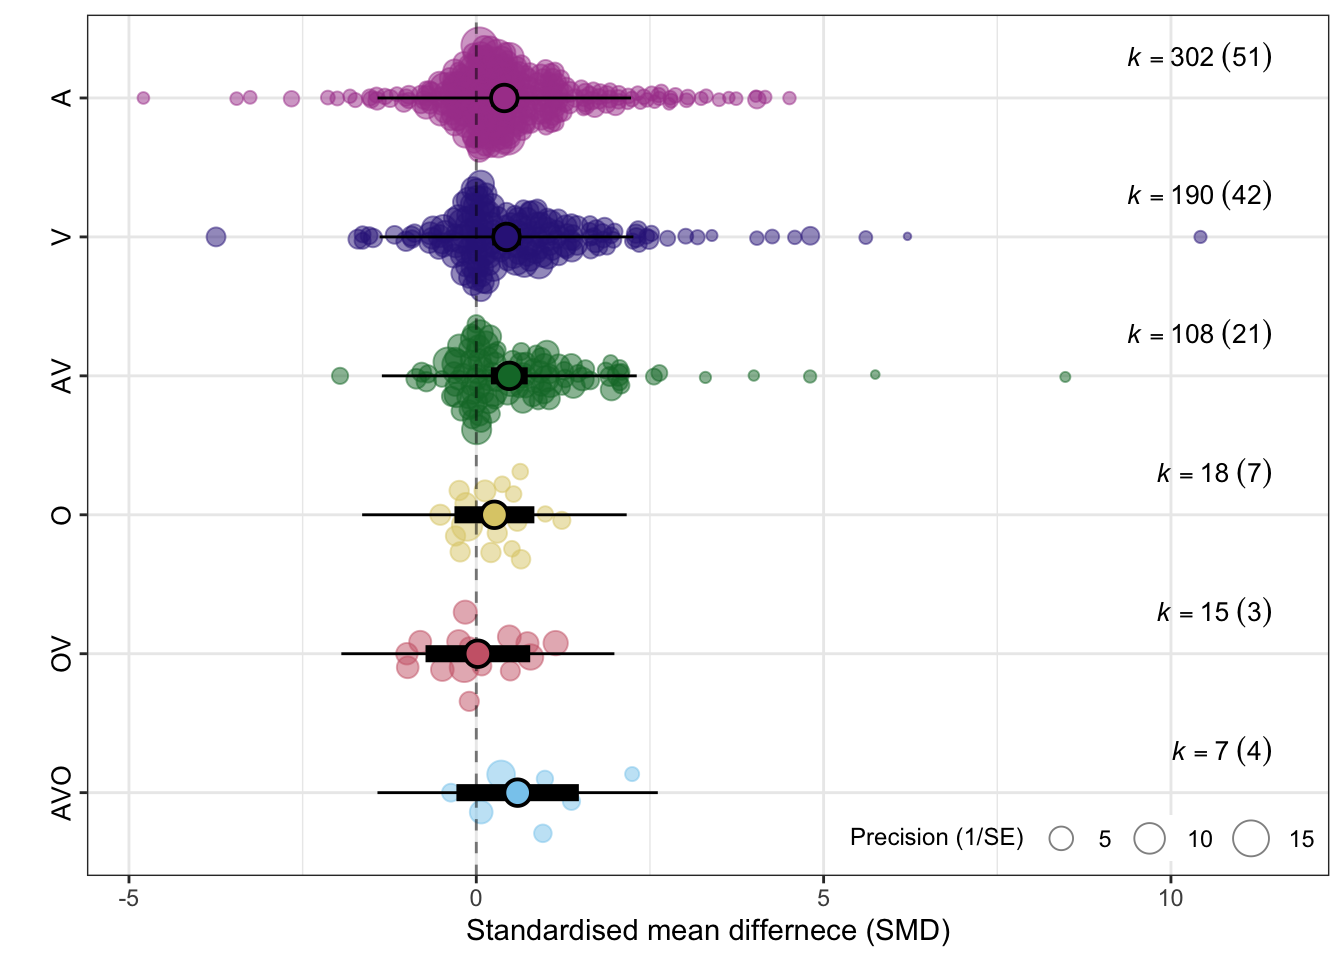 A
k = 302 (51)
V
k = 190 (42)
AV
k = 108 (21)
O
k = 18 (7)
OV
k = 15 (3)
AVO
k = 7 (4)
Precision (1/SE) 5 10 15
-5 0 5 10
Standardised mean differnece (SMD)